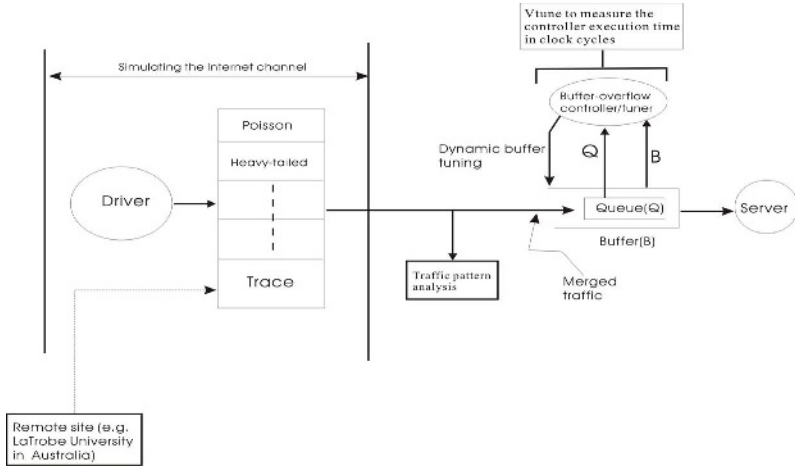 Vtune to measure the
controller execution time
in clock cycles
Simulating the Internet channel
Buffer-overflow
controller/tuner
Poisson
Heavy-tailed
Dynamic buffer
tuning
Q
B
Driver
Queue(Q)
Server
Buffer(B)
Trace
Traffic pattern
analysis
Merged
traffic
Remote site (e.g.
LaTrobe University
in Australia)